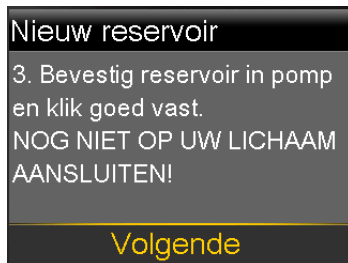 Nieuw reservoir
3. Bevestig reservoir in pomp
en klik goed vast.
NOG NIET OP UW LICHAAM
AANSLUITEN!
Volgende